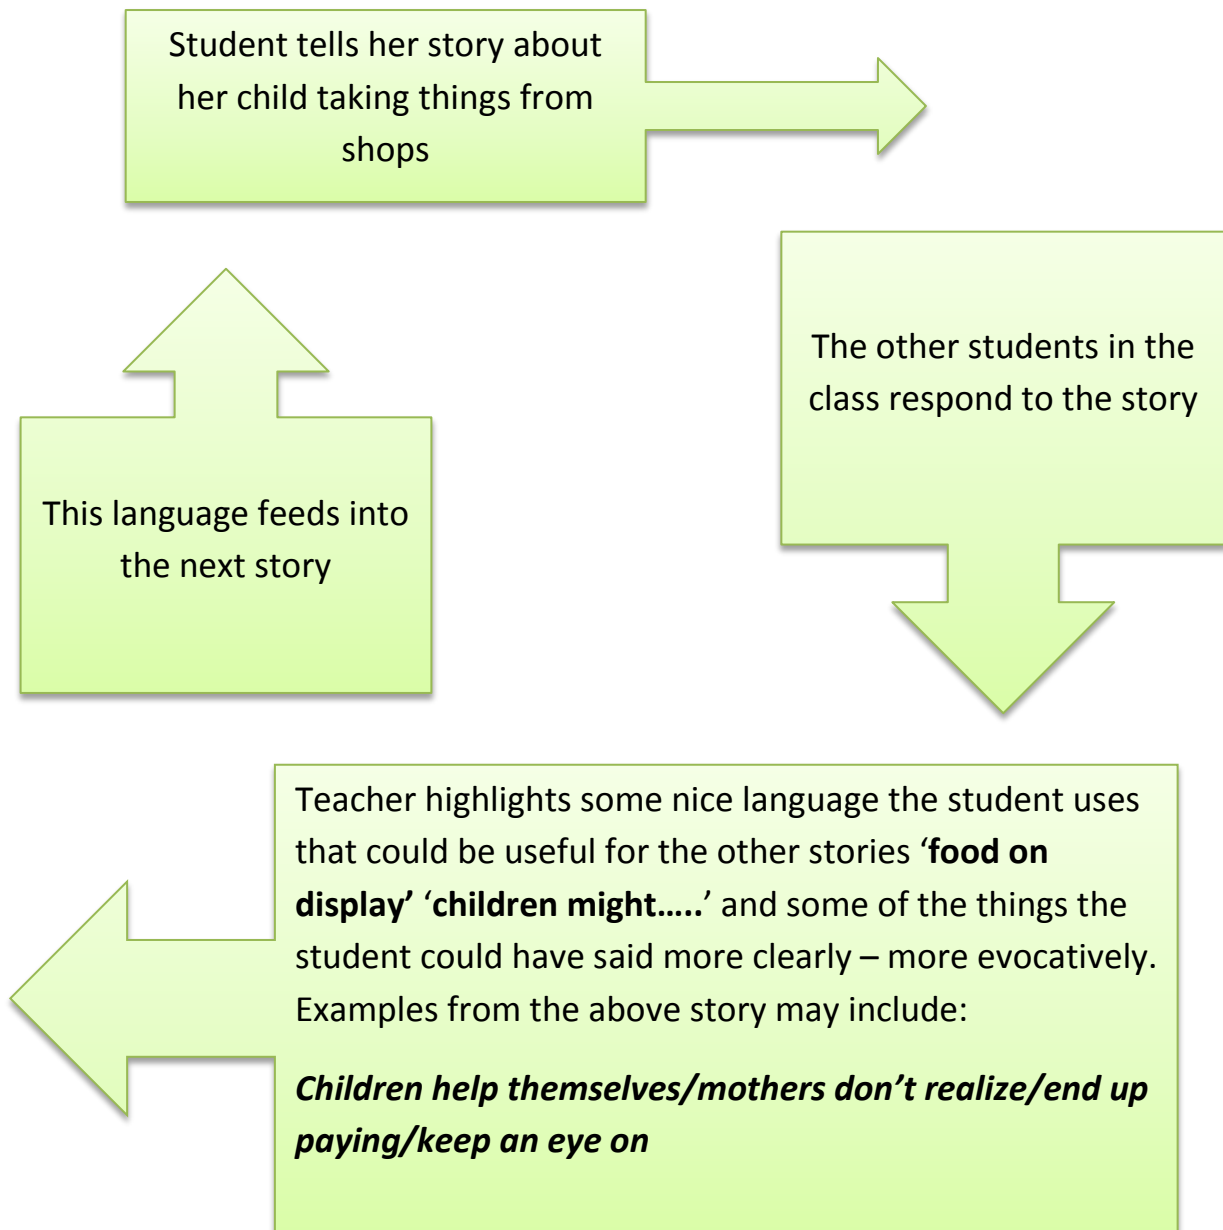 Student tells her story about
her child taking things from
shops
The other students in the
class respond to the story
Teacher highlights some nice language the student uses
that could be useful for the other stories ‘food on
display’ ‘children might…..’ and some of the things the
student could have said more clearly – more evocatively.
Examples from the above story may include:
Children help themselves/mothers don’t realize/end up
paying/keep an eye on
This language feeds into
the next story